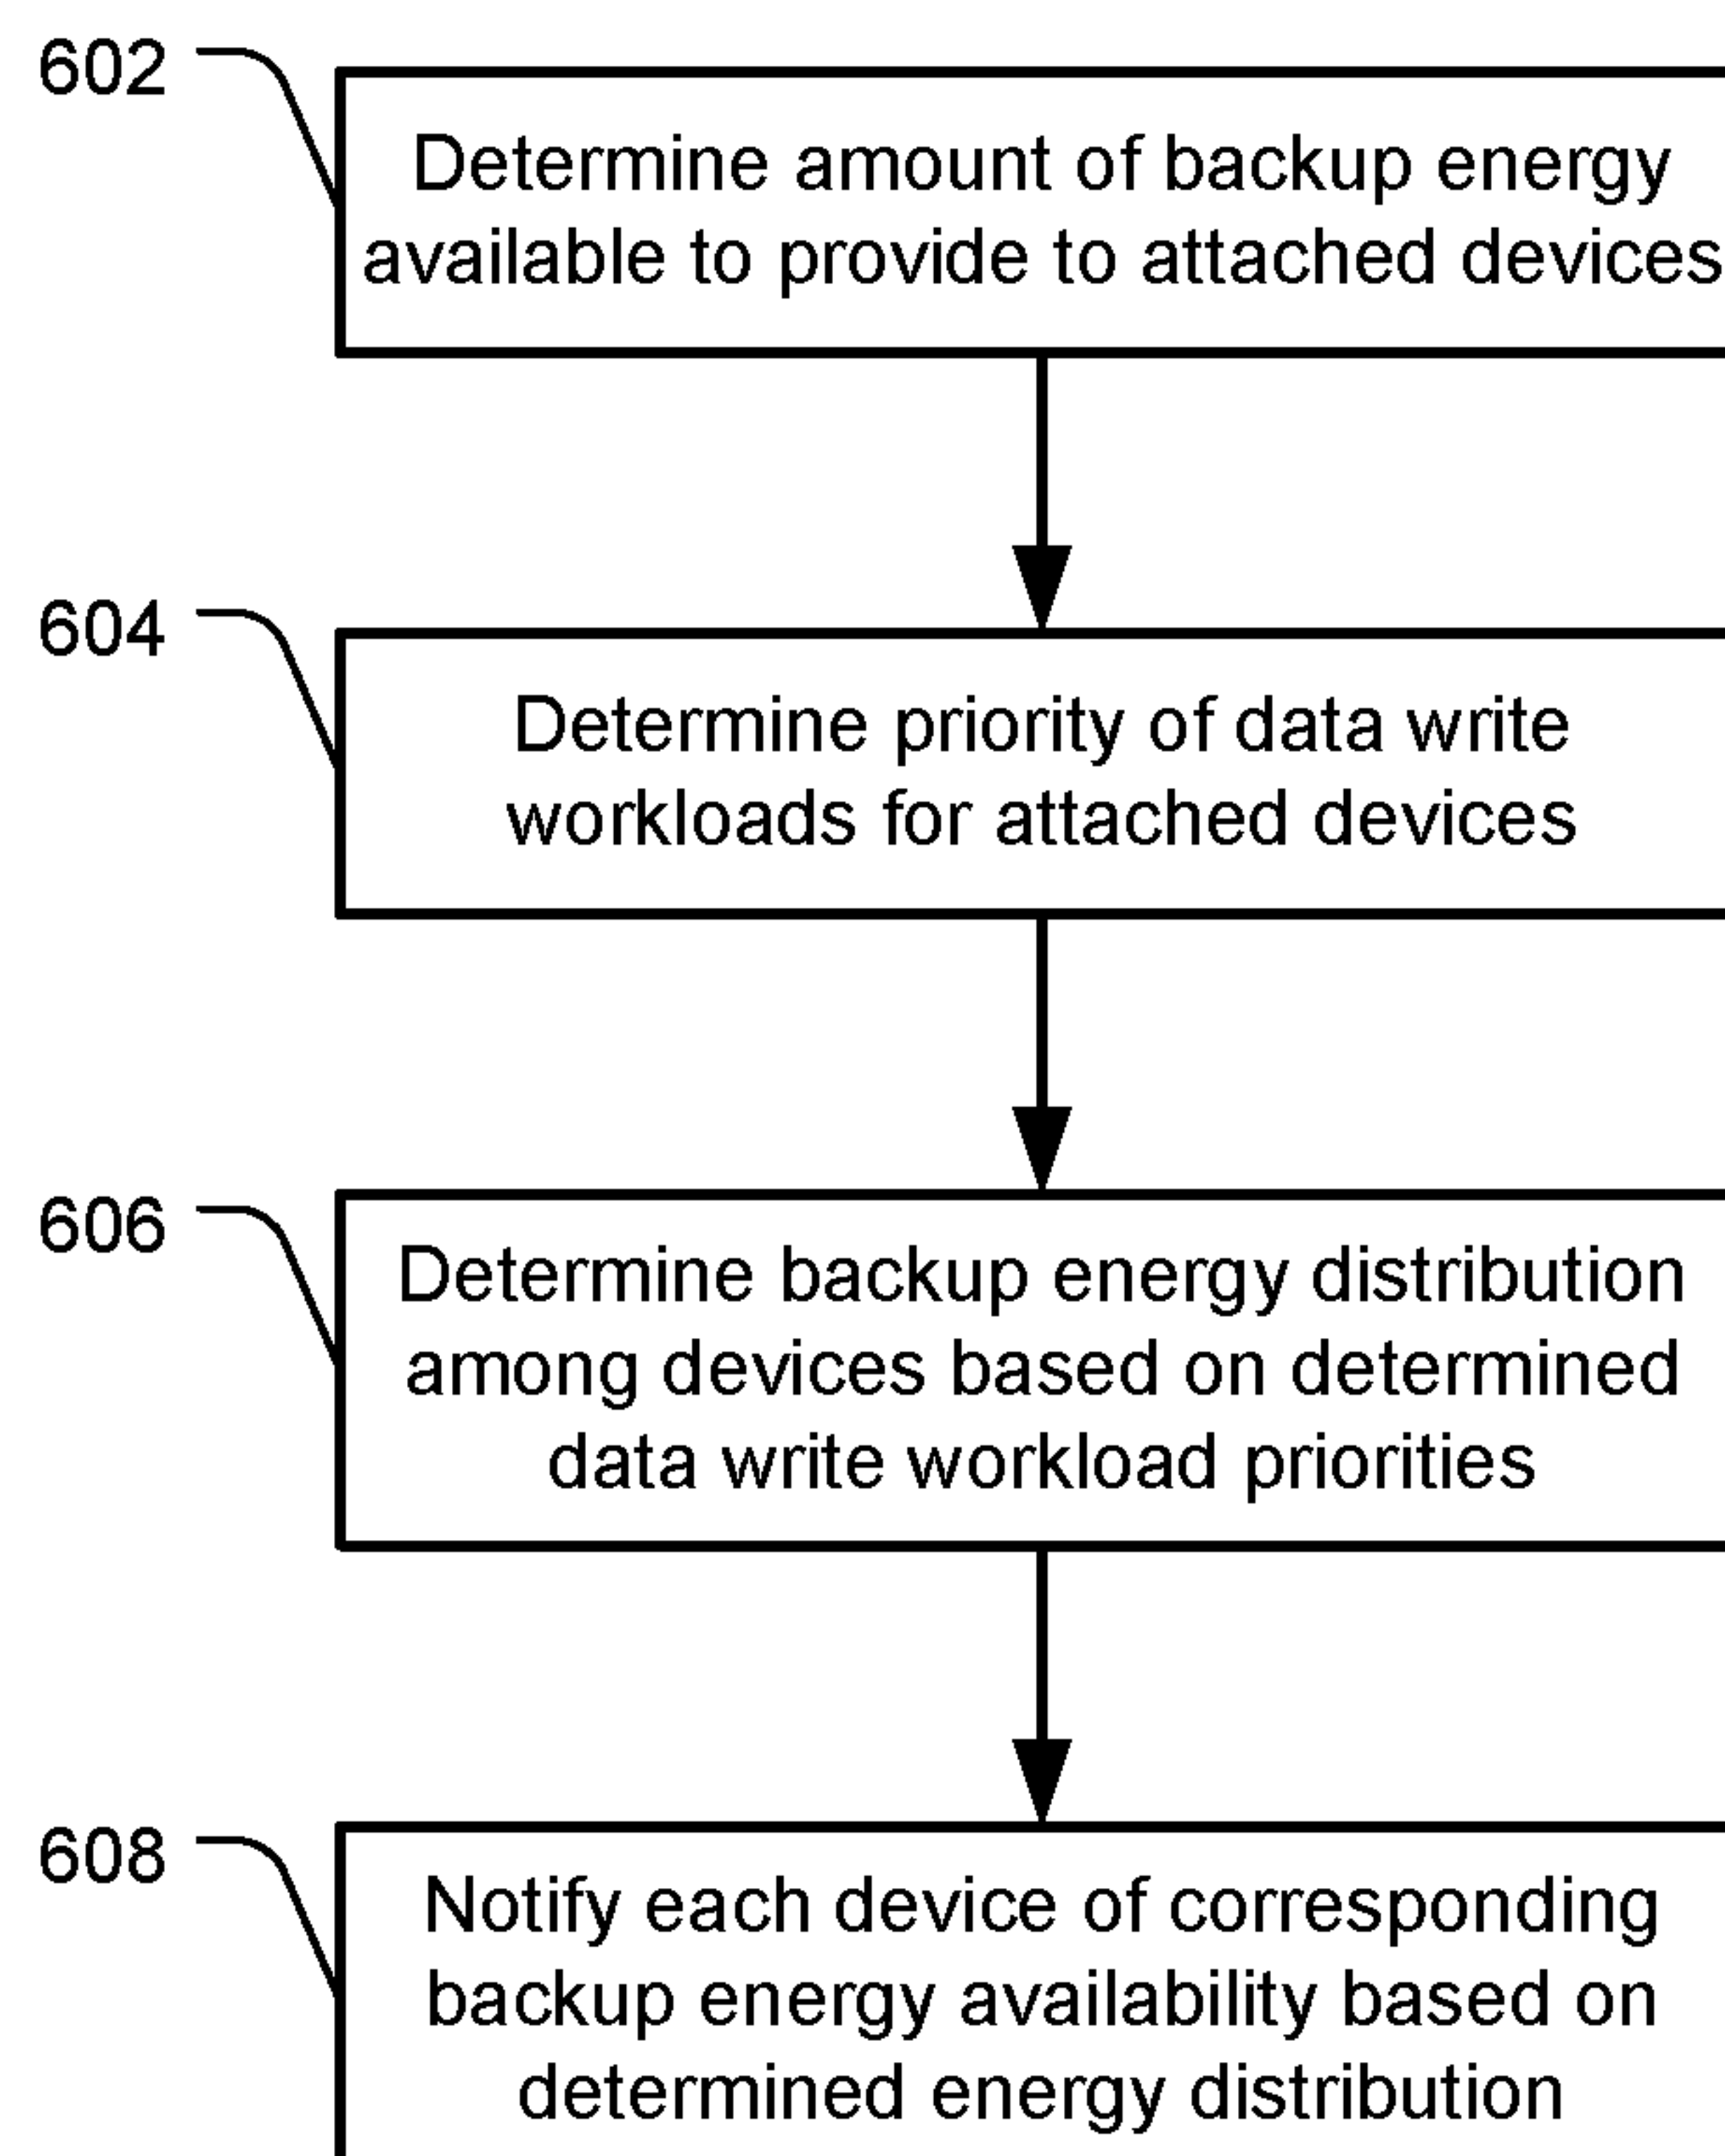 602
Determine amount of backup energy
available to provide to attached devices
604
Determine priority of data write
workloads for attached devices
606
Determine backup energy distribution
among devices based on determined
data write workload priorities
608
Notify each device of corresponding
backup energy availability based on
determined energy distribution